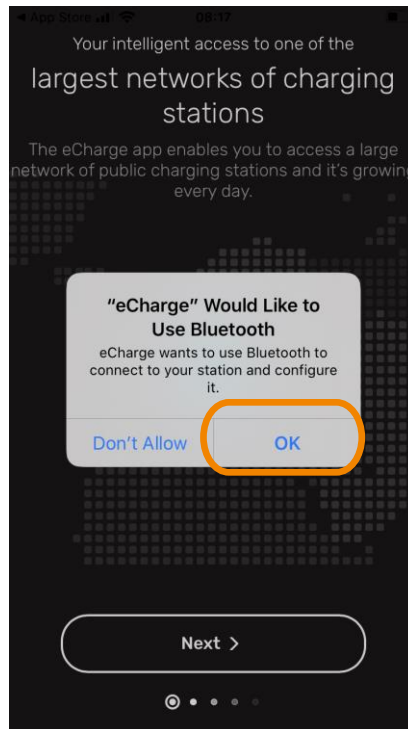 App Store
08:17
Your intelligent access to one of the
largest networks of charging
stations
The eCharge app enables you to access a large
network of public charging stations and it's growing
every day.
"eCharge" Would Like to
Use Bluetooth
eCharge wants to use Bluetooth to
connect to your station and configure
it.
Don't Allow
OK
Next >